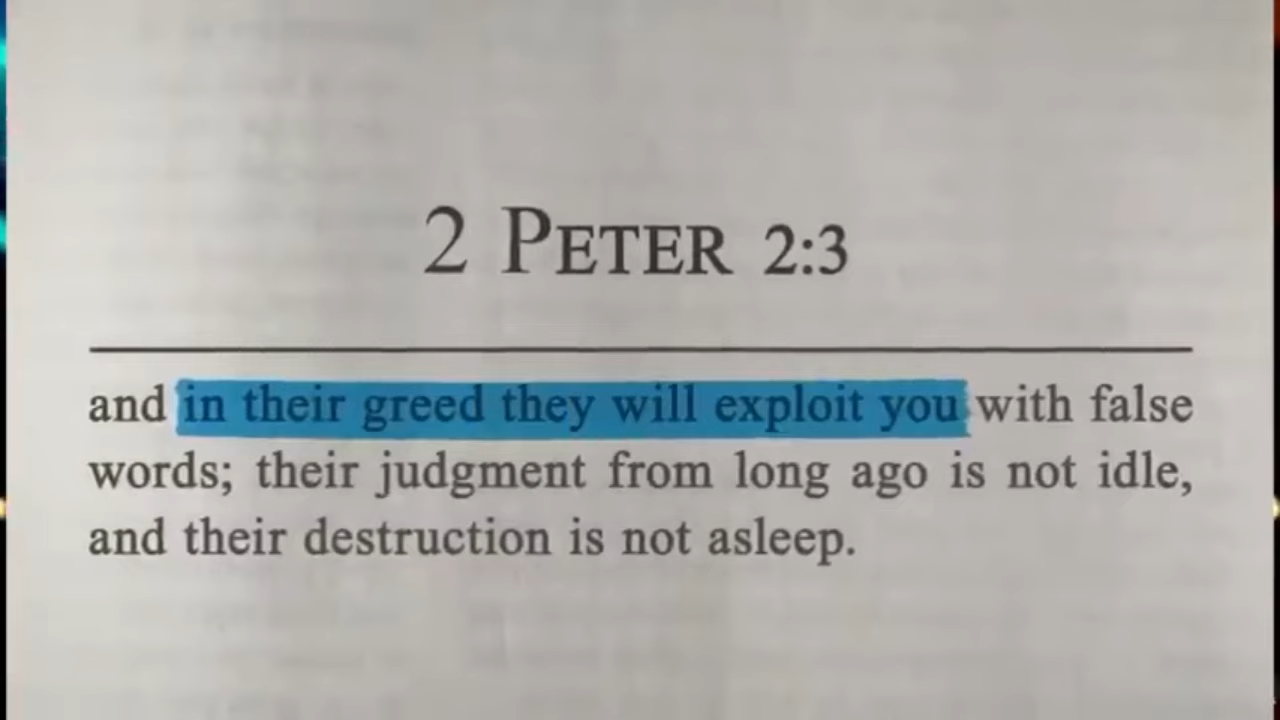 2 PETER 2:3
and in their greed they will exploit you with false
words; their judgment from long ago is not idle,
and their destruction is not asleep.